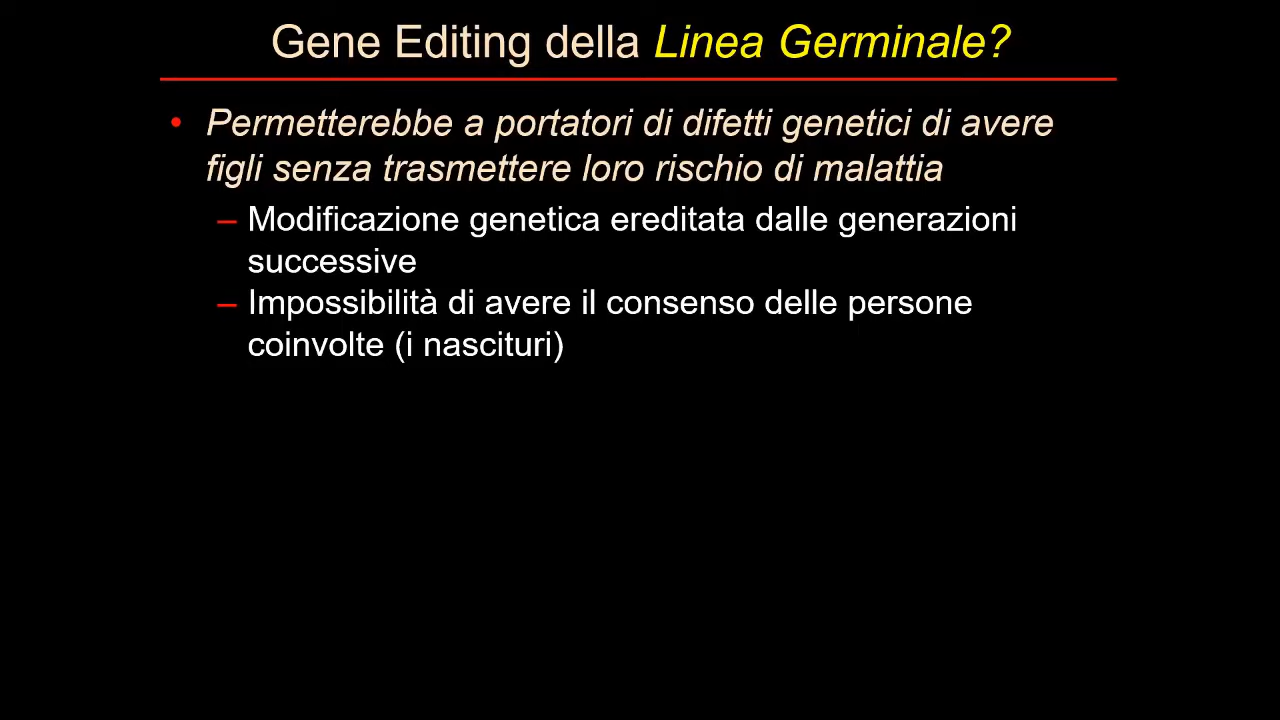 Gene Editing della Linea Germinale?
• Permetterebbe a portatori di difetti genetici di avere
figli senza trasmettere loro rischio di malattia
– Modificazione genetica ereditata dalle generazioni
successive
– Impossibilità di avere il consenso delle persone
coinvolte (i nascituri)